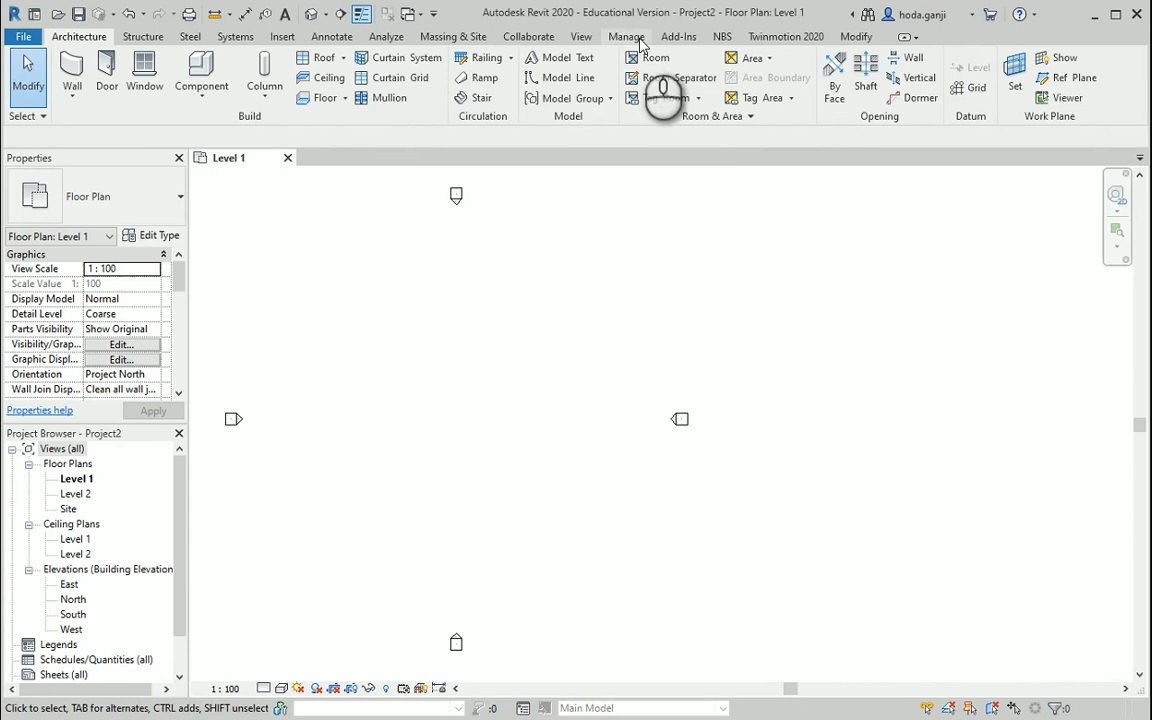 Autodesk Revit 2020 - Educational Version - Project2 - Floor Plan: Level 1
hoda.ganji
File Architecture Structure Steel Systems Insert Annotate Analyze Massing & Site Collaborate View Manage Add-Ins NBS Twinmotion 2020 Modify
Modify
Select
Wall
Door
Window
Component
Column
Roof
Ceiling
Floor
Curtain System
Curtain Grid
Mullion
Build
Railing
Ramp
Stair
Circulation
Model Text
Model Line
Model Group
Model
Room
Separator
Area
Area Boundary
Tag Area
Room & Area
By Face
Shaft
Wall
Vertical
Dormer
Opening
Level
Grid
Datum
Set
Show
Ref Plane
Viewer
Work Plane
Properties
Level 1
Floor Plan
Floor Plan: Level 1
Edit Type
Graphics
View Scale 1 : 100
Scale Value 1: 100
Display Model Normal
Detail Level Coarse
Parts Visibility Show Original
Visibility/Grap... Edit...
Graphic Displ... Edit...
Orientation Project North
Wall Join Disp... Clean all wall j...
Properties help Apply
Project Browser - Project2
Views (all)
Floor Plans
Level 1
Level 2
Site
Ceiling Plans
Level 1
Level 2
Elevations (Building Elevation
East
North
South
West
Legends
Schedules/Quantities (all)
Sheets (all)
1 : 100
Click to select, TAB for alternates, CTRL adds, SHIFT unselect
:0
Main Model
:0
2D